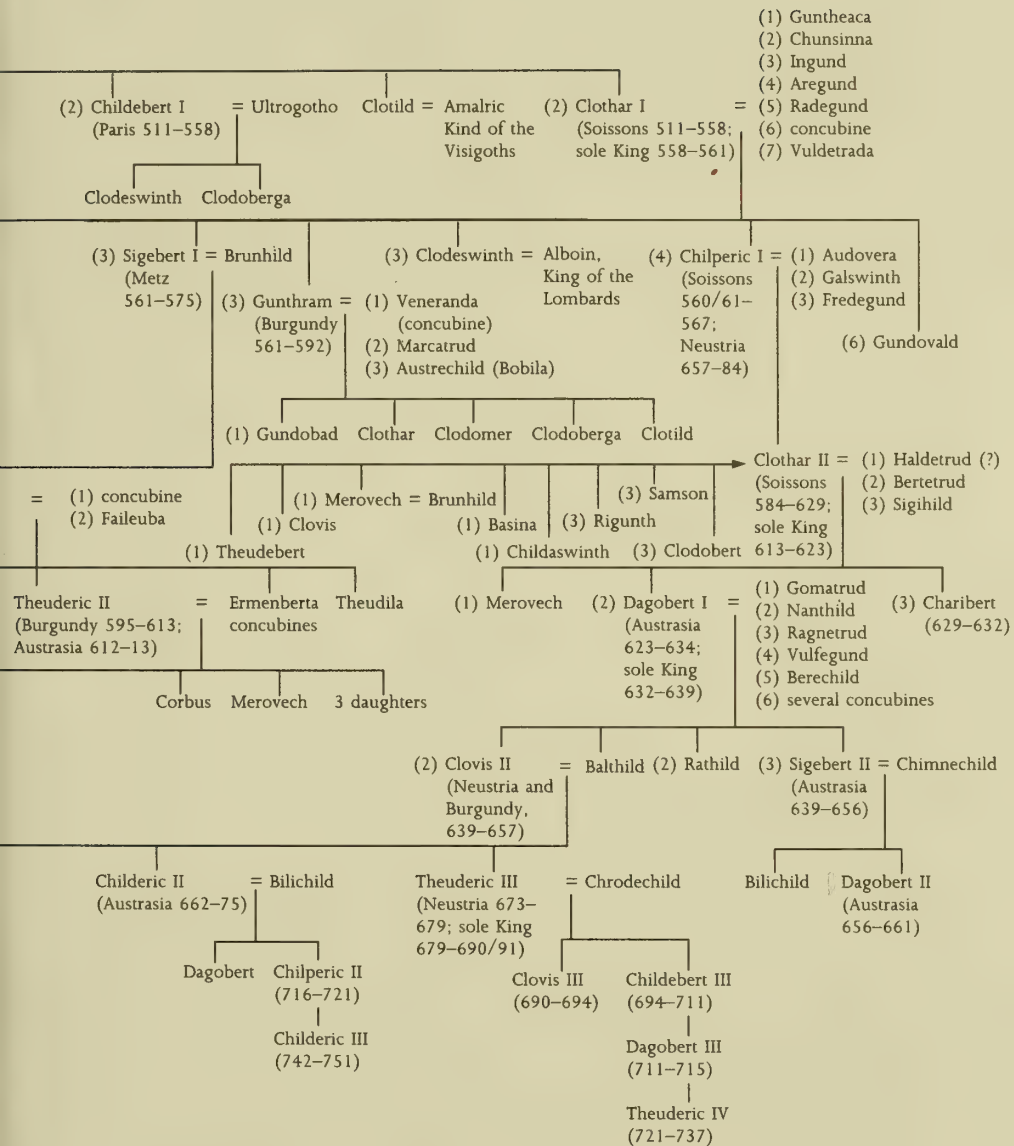 (1) Guntheaca
(2) Chunsinna
(3) Ingund
(4) Aregund
(2) Childebert I = Ultrogotho Clotild = Amalric (2) Clothar I = (5) Radegund
(Paris 511–558) Kind of the (Soissons 511–558; (6) concubine
Visigoths sole King 558–561) (7) Vuldetrada
Clodeswinth Clodoberga
(3) Sigebert I = Brunhild (3) Clodeswinth = Alboin, (4) Chilperic I = (1) Audovera
(Metz King of the (Soissons (2) Galswinth
561–575) (3) Gunthram = (1) Veneranda Lombards 560/61– (3) Fredegund
(Burgundy (concubine) 567;
561–592) (2) Marcatrud Neustria (6) Gundovald
(3) Austrechild (Bobila) 657–84)
(1) Gundobad Clothar Clodomer Clodoberga Clotild
Clothar II = (1) Haldetrud (?)
= (1) concubine (1) Merovech = Brunhild (3) Samson (Soissons (2) Bertetrud
(2) Faileuba (1) Clovis (1) Basina (3) Rigunth 584–629; (3) Sigihild
sole King
(1) Theudebert (1) Childaswinth (3) Clodobert 613–623)
Theuderic II = Ermenberta Theudila (1) Merovech (2) Dagobert I = (1) Gomatrud (3) Charibert
(Burgundy 595–613; concubines (Austrasia (2) Nanthild (629–632)
Austrasia 612–13) 623–634; (3) Ragnetrud
sole King (4) Vulfegund
632–639) (5) Berechild
Corbus Merovech 3 daughters (6) several concubines
(2) Clovis II = Balthild (2) Rathild (3) Sigebert II = Chimnechild
(Neustria and (Austrasia
Burgundy, 639–656)
639–657)
Childeric II = Bilichild Theuderic III = Chrodechild Bilichild Dagobert II
(Austrasia 662–75) (Neustria 673– (Austrasia
679; sole King 656–661)
679–690/91)
Dagobert Chilperic II Clovis III Childebert III
(716–721) (690–694) (694–711)
Childeric III Dagobert III
(742–751) (711–715)
Theuderic IV
(721–737)